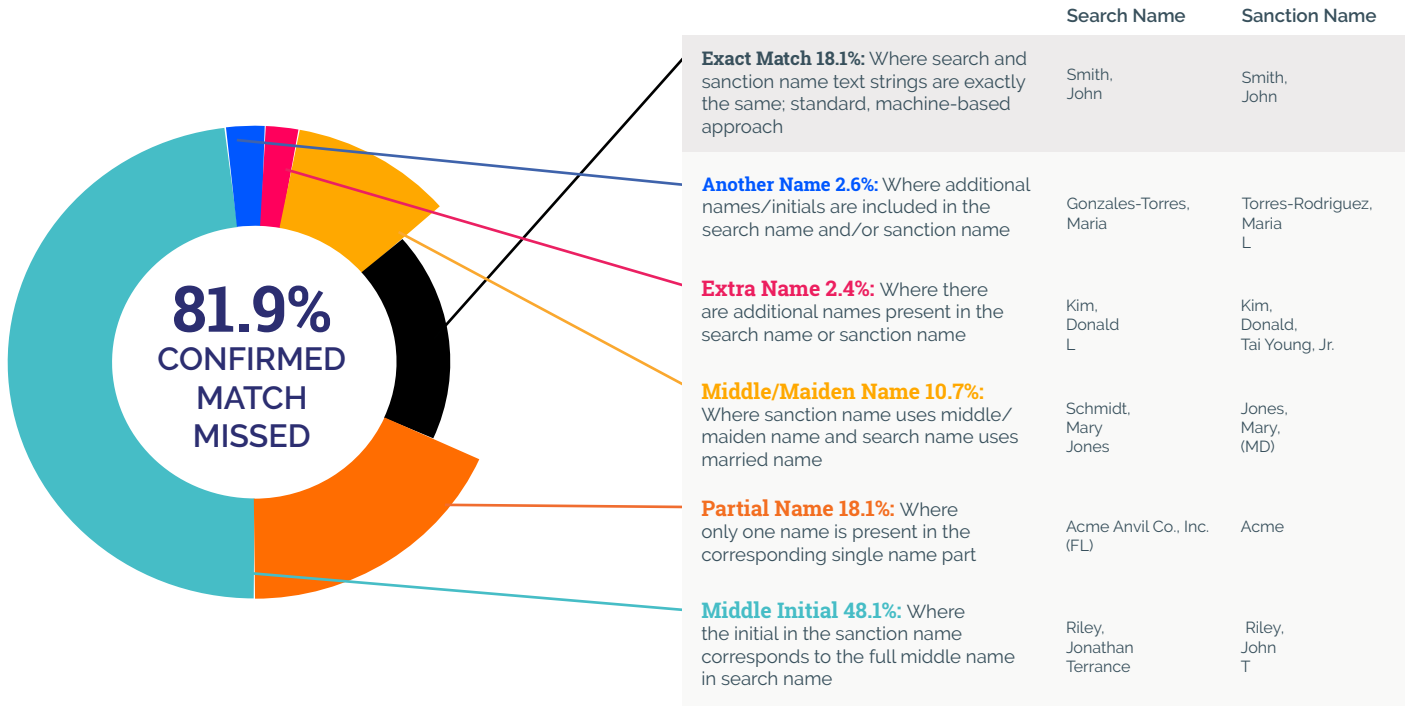 81.9%
CONFIRMED
MATCH
MISSED
Search Name
Sanction Name
Exact Match 18.1%: Where search and
sanction name text strings are exactly
the same; standard, machine-based
approach
Smith,
John
Smith,
John
Another Name 2.6%: Where additional
names/initials are included in the
search name and/or sanction name
Gonzales-Torres,
Maria
Torres-Rodriguez,
Maria
L
Extra Name 2.4%: Where there
are additional names present in the
search name or sanction name
Kim,
Donald
L
Kim,
Donald,
Tai Young, Jr.
Middle/Maiden Name 10.7%:
Where sanction name uses middle/
maiden name and search name uses
married name
Schmidt,
Mary
Jones
Jones,
Mary,
(MD)
Partial Name 18.1%: Where
only one name is present in the
corresponding single name part
Acme Anvil Co., Inc.
(FL)
Acme
Middle Initial 48.1%: Where
the initial in the sanction name
corresponds to the full middle name
in search name
Riley,
Jonathan
Terrance
Riley,
John
T